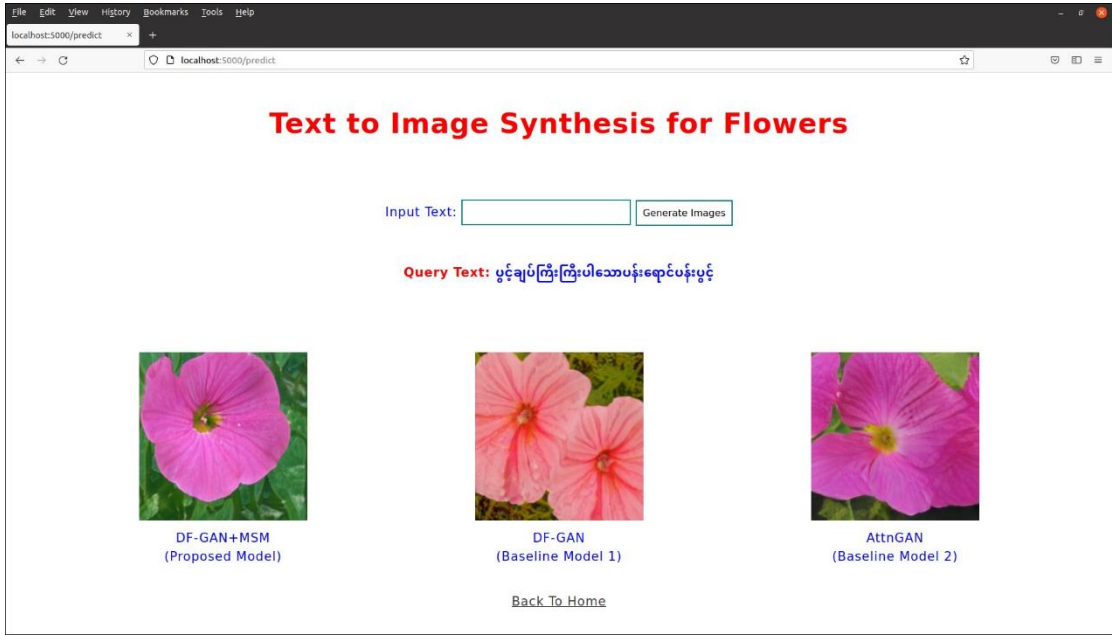 File Edit View History Bookmarks Tools Help
localhost:5000/predict × +
localhost:5000/predict
Text to Image Synthesis for Flowers
Input Text: Generate Images
Query Text: ပွင့်ချပ်ကြီးကြီးပါသောပန်းရောင်ပန်းပွင့်
DF-GAN+MSM DF-GAN AttnGAN
(Proposed Model) (Baseline Model 1) (Baseline Model 2)
Back To Home